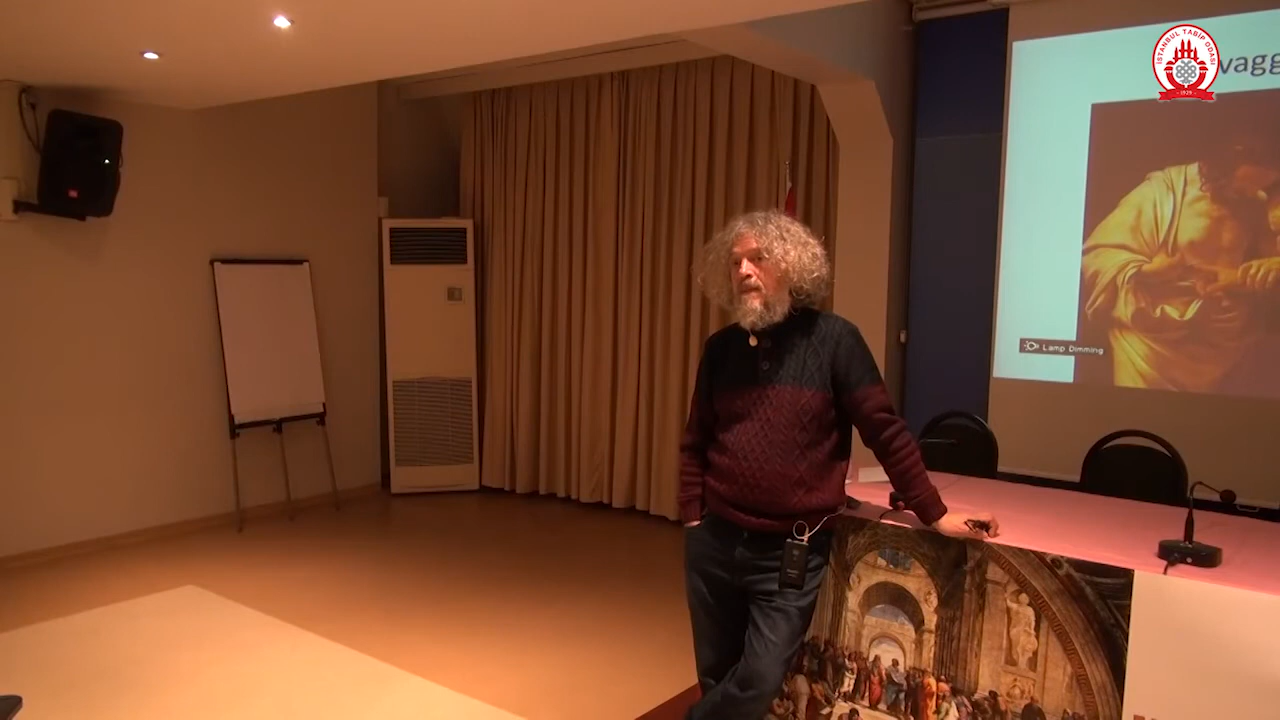 İSTANBUL TABİP ODASI
- 1929 -
vagg
Lamp Dimming